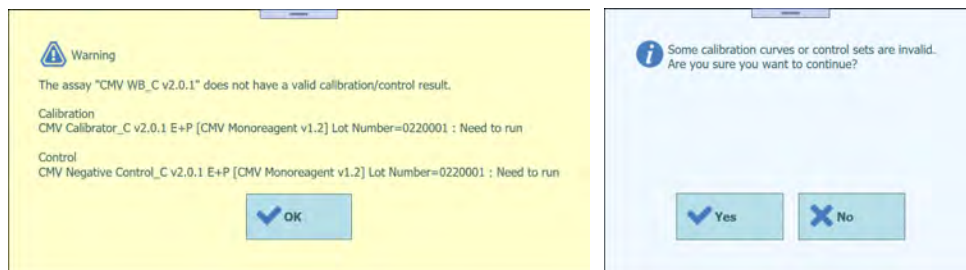 Warning
The assay "CMV WB_C v2.0.1" does not have a valid calibration/control result.
Calibration
CMV Calibrator_C v2.0.1 E+P [CMV Monoreagent v1.2] Lot Number=0220001 : Need to run
Control
CMV Negative Control_C v2.0.1 E+P [CMV Monoreagent v1.2] Lot Number=0220001 : Need to run
OK
Some calibration curves or control sets are invalid.
Are you sure you want to continue?
Yes
No